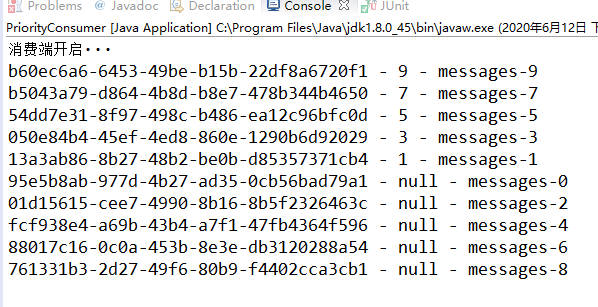 Problems @ Javadoc Declaration Console JUnit
PriorityConsumer [Java Application] C:\Program Files\Java\jdk1.8.0_45\bin\javaw.exe (2020年6月12日 下
消费端开启···
b60ec6a6-6453-49be-b15b-22df8a6720f1 - 9 - messages-9
b5043a79-d864-4b8d-b8e7-478b344b4650 - 7 - messages-7
54dd7e31-8f97-498c-b486-ea12c96bfc0d - 5 - messages-5
050e84b4-45ef-4ed8-860e-1290b6d92029 - 3 - messages-3
13a3ab86-8b27-48b2-be0b-d85357371cb4 - 1 - messages-1
95e5b8ab-977d-4b27-ad35-0cb56bad79a1 - null - messages-0
01d15615-cee7-4990-8b16-8b5f2326463c - null - messages-2
fcf938e4-a69b-43b4-a7f1-47fb4364f596 - null - messages-4
88017c16-0c0a-453b-8e3e-db3120288a54 - null - messages-6
761331b3-2d27-49f6-80b9-f4402cca3cb1 - null - messages-8